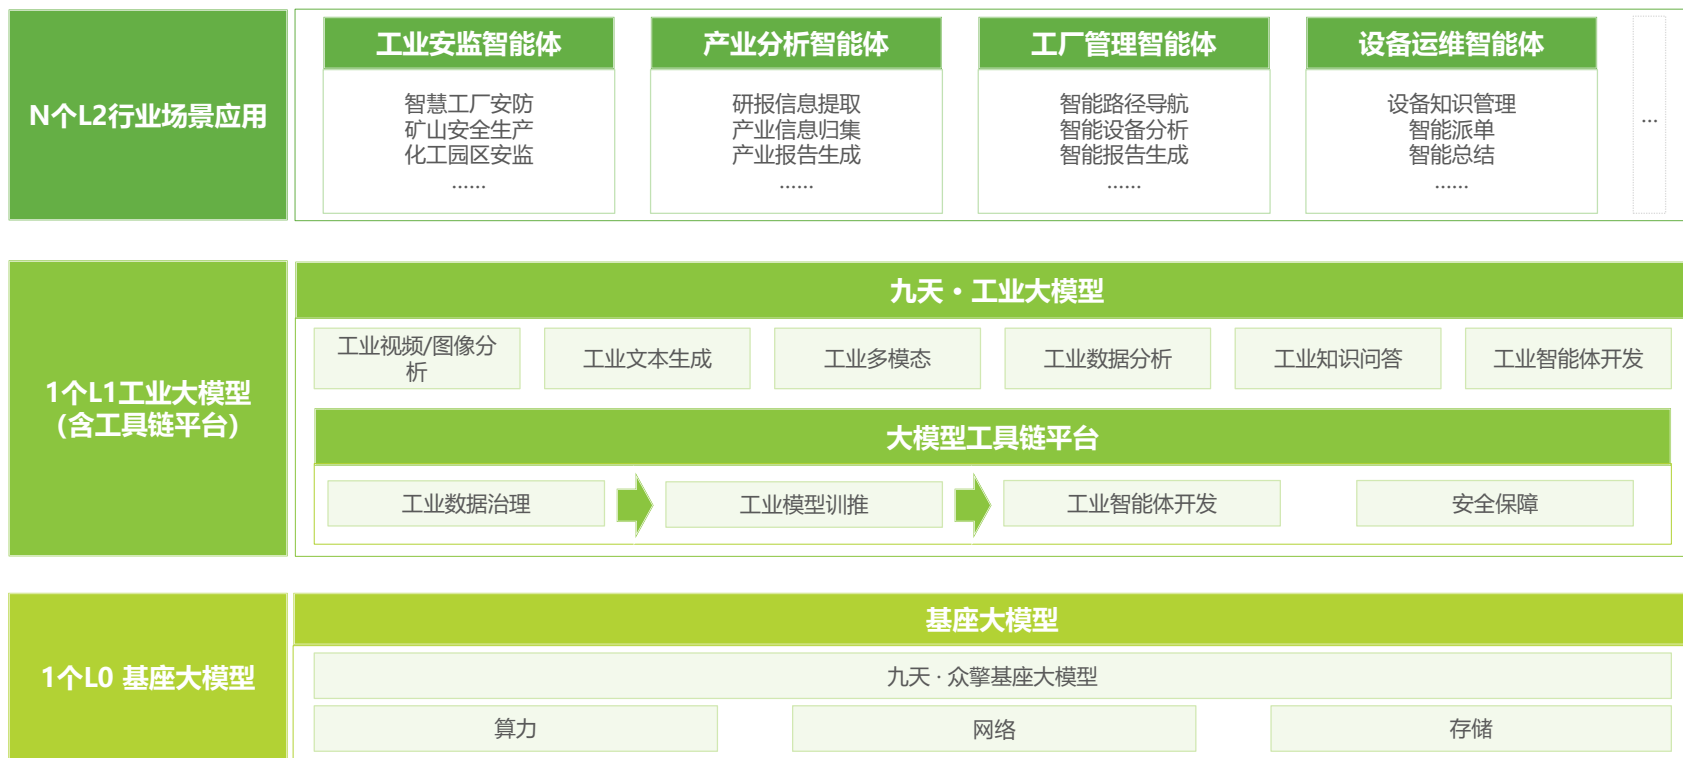 N个L2行业场景应用
工业安监智能体
智慧工厂安防
矿山安全生产
化工园区安监
......
产业分析智能体
研报信息提取
产业信息归集
产业报告生成
......
工厂管理智能体
智能路径导航
智能设备分析
智能报告生成
......
设备运维智能体
设备知识管理
智能派单
智能总结
......
...
1个L1工业大模型
（含工具链平台）
九天·工业大模型
工业视频/图像分
析
工业文本生成
工业多模态
工业数据分析
工业知识问答
工业智能体开发
大模型工具链平台
工业数据治理
工业模型训推
工业智能体开发
安全保障
1个L0 基座大模型
基座大模型
九天·众擎基座大模型
算力
网络
存储